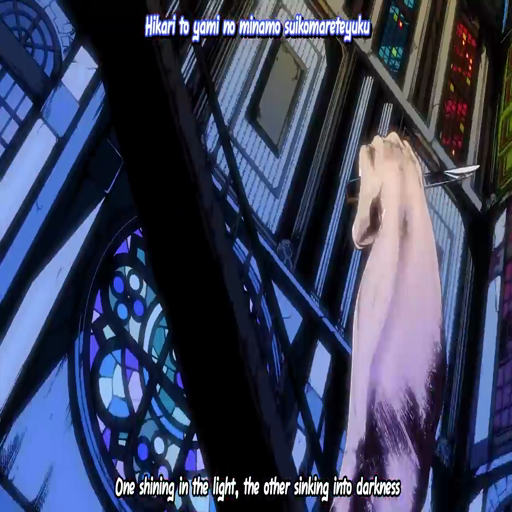 Hikari to yami no minamo suikomareteyuku
One shining in the light, the other sinking into darkness